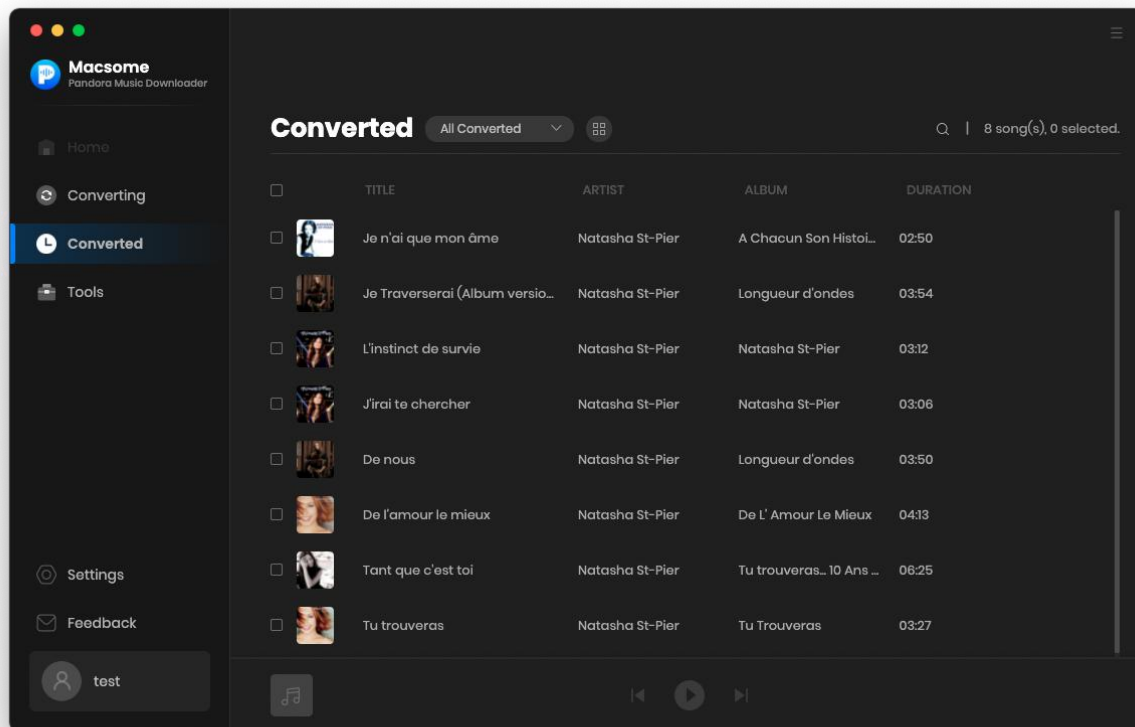 Macsome
Pandora Music Downloader
Home
Converting
Converted
Tools
Settings
Feedback
test
Converted All Converted 8 song(s), 0 selected.
TITLE ARTIST ALBUM DURATION
Je n'ai que mon âme Natasha St-Pier A Chacun Son Histoi... 02:50
Je Traverserai (Album versio... Natasha St-Pier Longueur d'ondes 03:54
L'instinct de survie Natasha St-Pier Natasha St-Pier 03:12
J'irai te chercher Natasha St-Pier Natasha St-Pier 03:06
De nous Natasha St-Pier Longueur d'ondes 03:50
De l'amour le mieux Natasha St-Pier De L' Amour Le Mieux 04:13
Tant que c'est toi Natasha St-Pier Tu trouveras... 10 Ans ... 06:25
Tu trouveras Natasha St-Pier Tu Trouveras 03:27